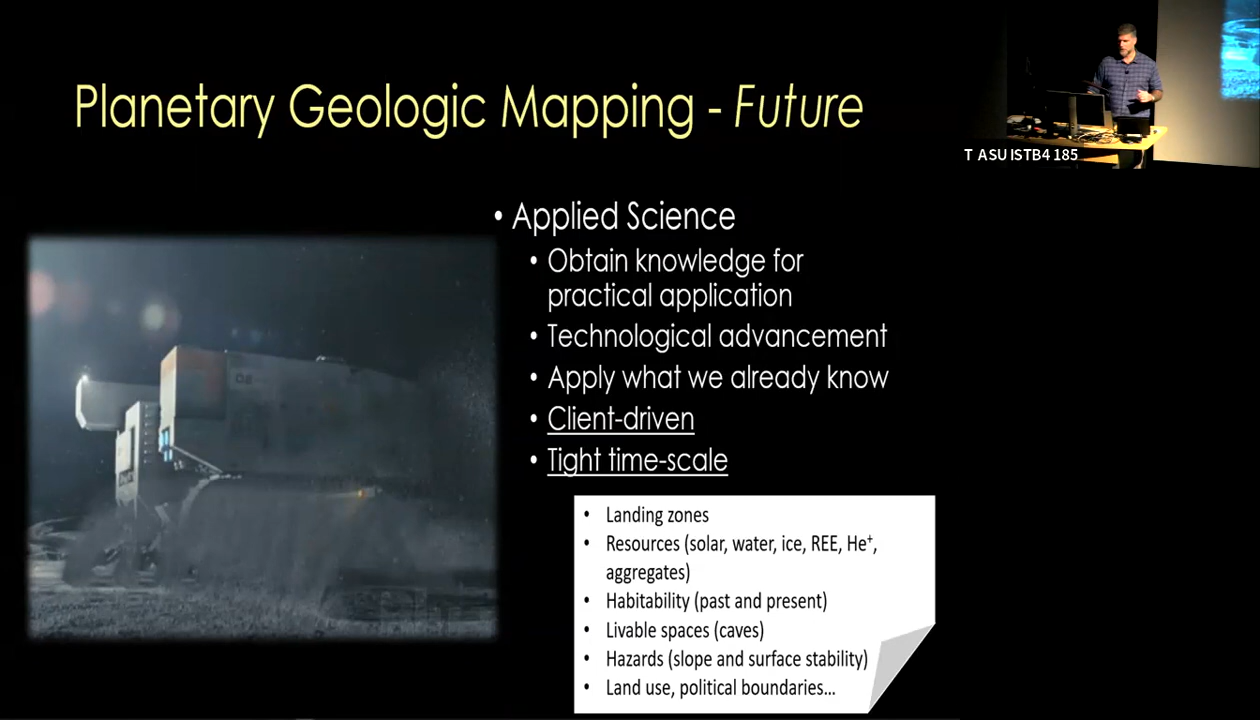 Planetary Geologic Mapping - Future
T ASU ISTB4 185
• Applied Science
• Obtain knowledge for
practical application
• Technological advancement
• Apply what we already know
• Client-driven
• Tight time-scale
• Landing zones
• Resources (solar, water, ice, REE, He⁺,
aggregates)
• Habitability (past and present)
• Livable spaces (caves)
• Hazards (slope and surface stability)
• Land use, political boundaries...